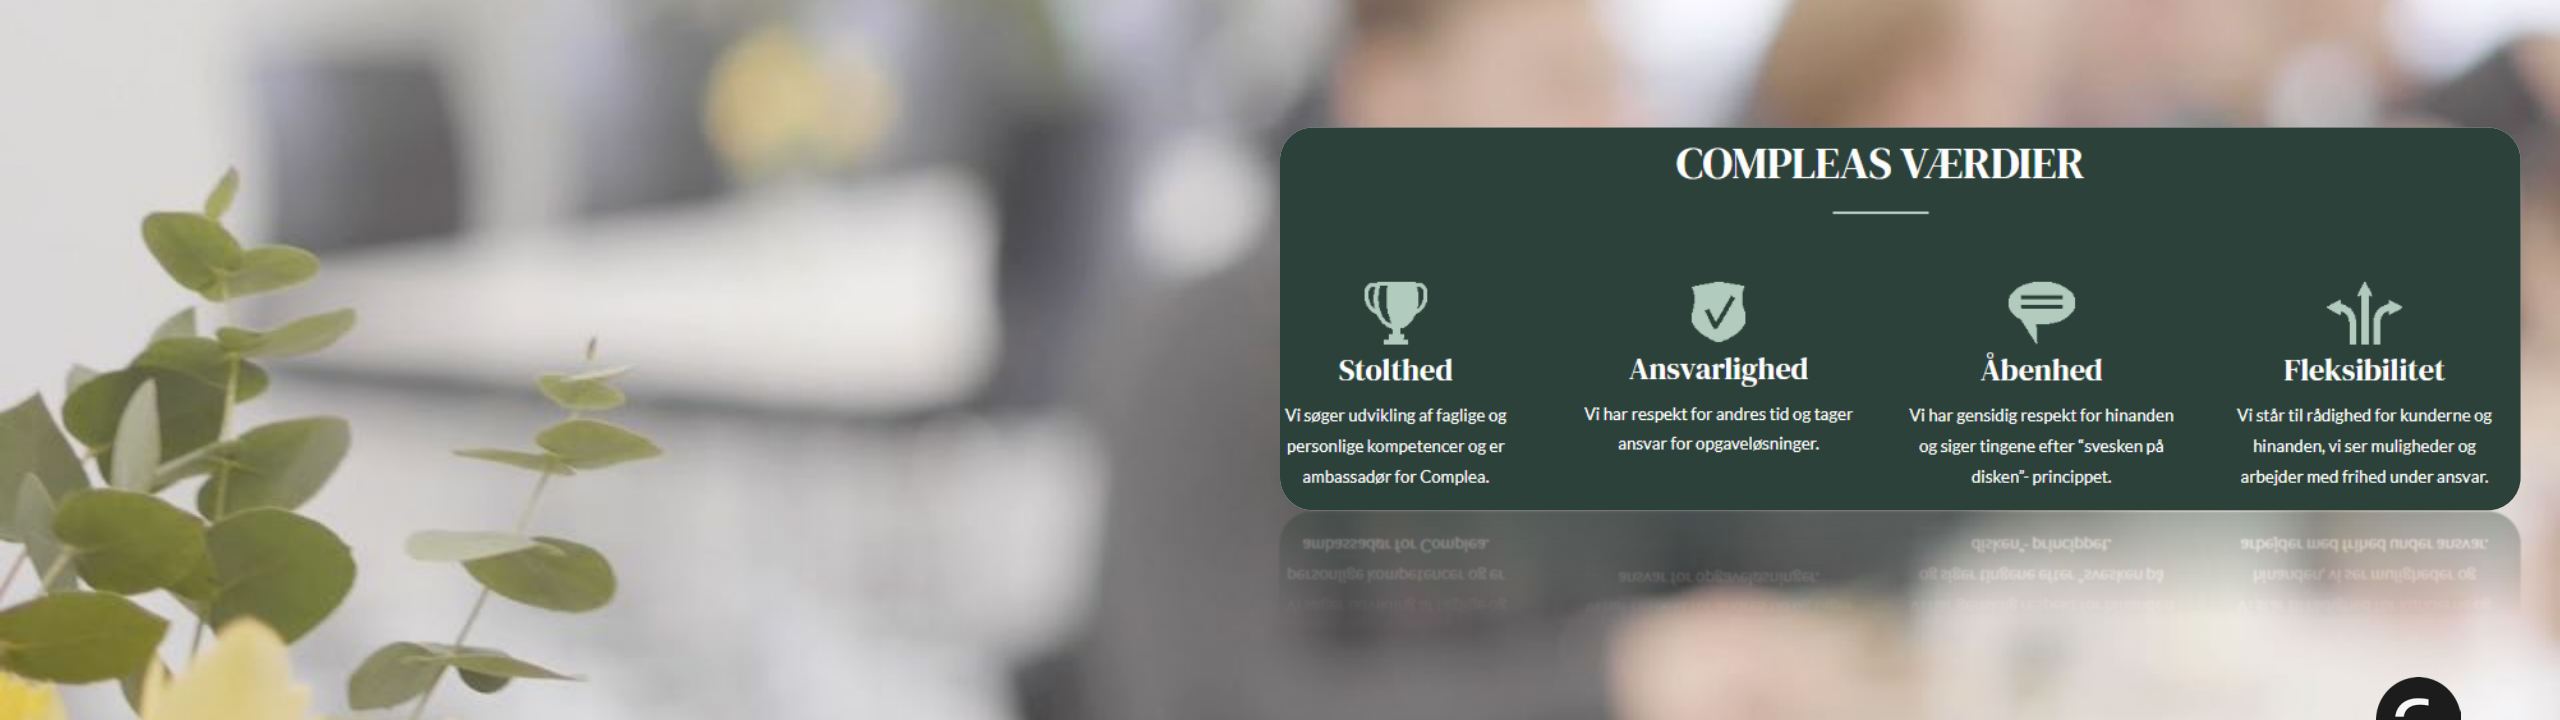 COMPLEAS VÆRDIER
Stolthed
Vi søger udvikling af faglige og
personlige kompetencer og er
ambassadør for Complea.
Ansvarlighed
Vi har respekt for andres tid og tager
ansvar for opgaveløsninger.
Åbenhed
Vi har gensidig respekt for hinanden
og siger tingene efter "svesken på
disken"- princippet.
Fleksibilitet
Vi står til rådighed for kunderne og
hinanden, vi ser muligheder og
arbejder med frihed under ansvar.